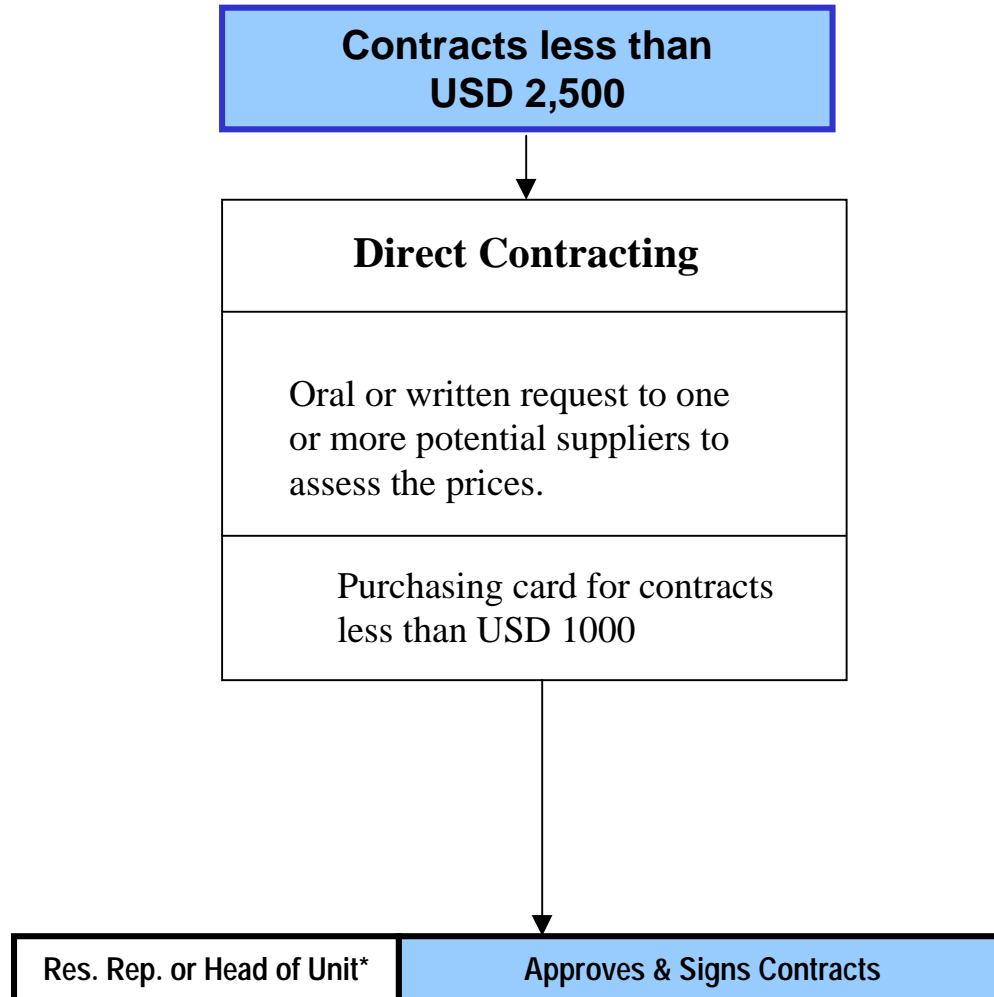 Contracts less than
USD 2,500
Direct Contracting
Oral or written request to one
or more potential suppliers to
assess the prices.
Purchasing card for contracts
less than USD 1000
Res. Rep. or Head of Unit*
Approves & Signs Contracts